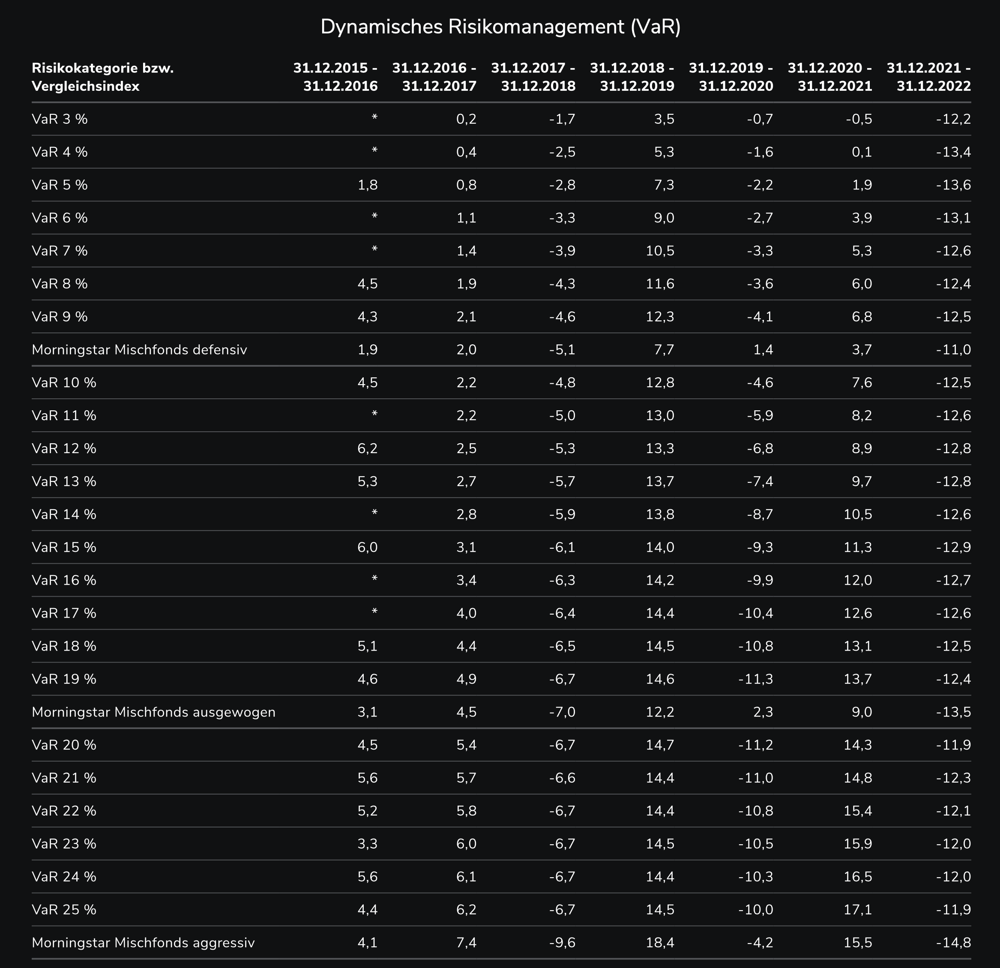 Dynamisches Risikomanagement (VaR)
Risikokategorie bzw. Vergleichsindex 31.12.2015 - 31.12.2016 31.12.2016 - 31.12.2017 31.12.2017 - 31.12.2018 31.12.2018 - 31.12.2019 31.12.2019 - 31.12.2020 31.12.2020 - 31.12.2021 31.12.2021 - 31.12.2022
VaR 3 % * 0,2 -1,7 3,5 -0,7 -0,5 -12,2
VaR 4 % * 0,4 -2,5 5,3 -1,6 0,1 -13,4
VaR 5 % 1,8 0,8 -2,8 7,3 -2,2 1,9 -13,6
VaR 6 % * 1,1 -3,3 9,0 -2,7 3,9 -13,1
VaR 7 % * 1,4 -3,9 10,5 -3,3 5,3 -12,6
VaR 8 % 4,5 1,9 -4,3 11,6 -3,6 6,0 -12,4
VaR 9 % 4,3 2,1 -4,6 12,3 -4,1 6,8 -12,5
Morningstar Mischfonds defensiv 1,9 2,0 -5,1 7,7 1,4 3,7 -11,0
VaR 10 % 4,5 2,2 -4,8 12,8 -4,6 7,6 -12,5
VaR 11 % * 2,2 -5,0 13,0 -5,9 8,2 -12,6
VaR 12 % 6,2 2,5 -5,3 13,3 -6,8 8,9 -12,8
VaR 13 % 5,3 2,7 -5,7 13,7 -7,4 9,7 -12,8
VaR 14 % * 2,8 -5,9 13,8 -8,7 10,5 -12,6
VaR 15 % 6,0 3,1 -6,1 14,0 -9,3 11,3 -12,9
VaR 16 % * 3,4 -6,3 14,2 -9,9 12,0 -12,7
VaR 17 % * 4,0 -6,4 14,4 -10,4 12,6 -12,6
VaR 18 % 5,1 4,4 -6,5 14,5 -10,8 13,1 -12,5
VaR 19 % 4,6 4,9 -6,7 14,6 -11,3 13,7 -12,4
Morningstar Mischfonds ausgewogen 3,1 4,5 -7,0 12,2 2,3 9,0 -13,5
VaR 20 % 4,5 5,4 -6,7 14,7 -11,2 14,3 -11,9
VaR 21 % 5,6 5,7 -6,6 14,4 -11,0 14,8 -12,3
VaR 22 % 5,2 5,8 -6,7 14,4 -10,8 15,4 -12,1
VaR 23 % 3,3 6,0 -6,7 14,5 -10,5 15,9 -12,0
VaR 24 % 5,6 6,1 -6,7 14,4 -10,3 16,5 -12,0
VaR 25 % 4,4 6,2 -6,7 14,5 -10,0 17,1 -11,9
Morningstar Mischfonds aggressiv 4,1 7,4 -9,6 18,4 -4,2 15,5 -14,8